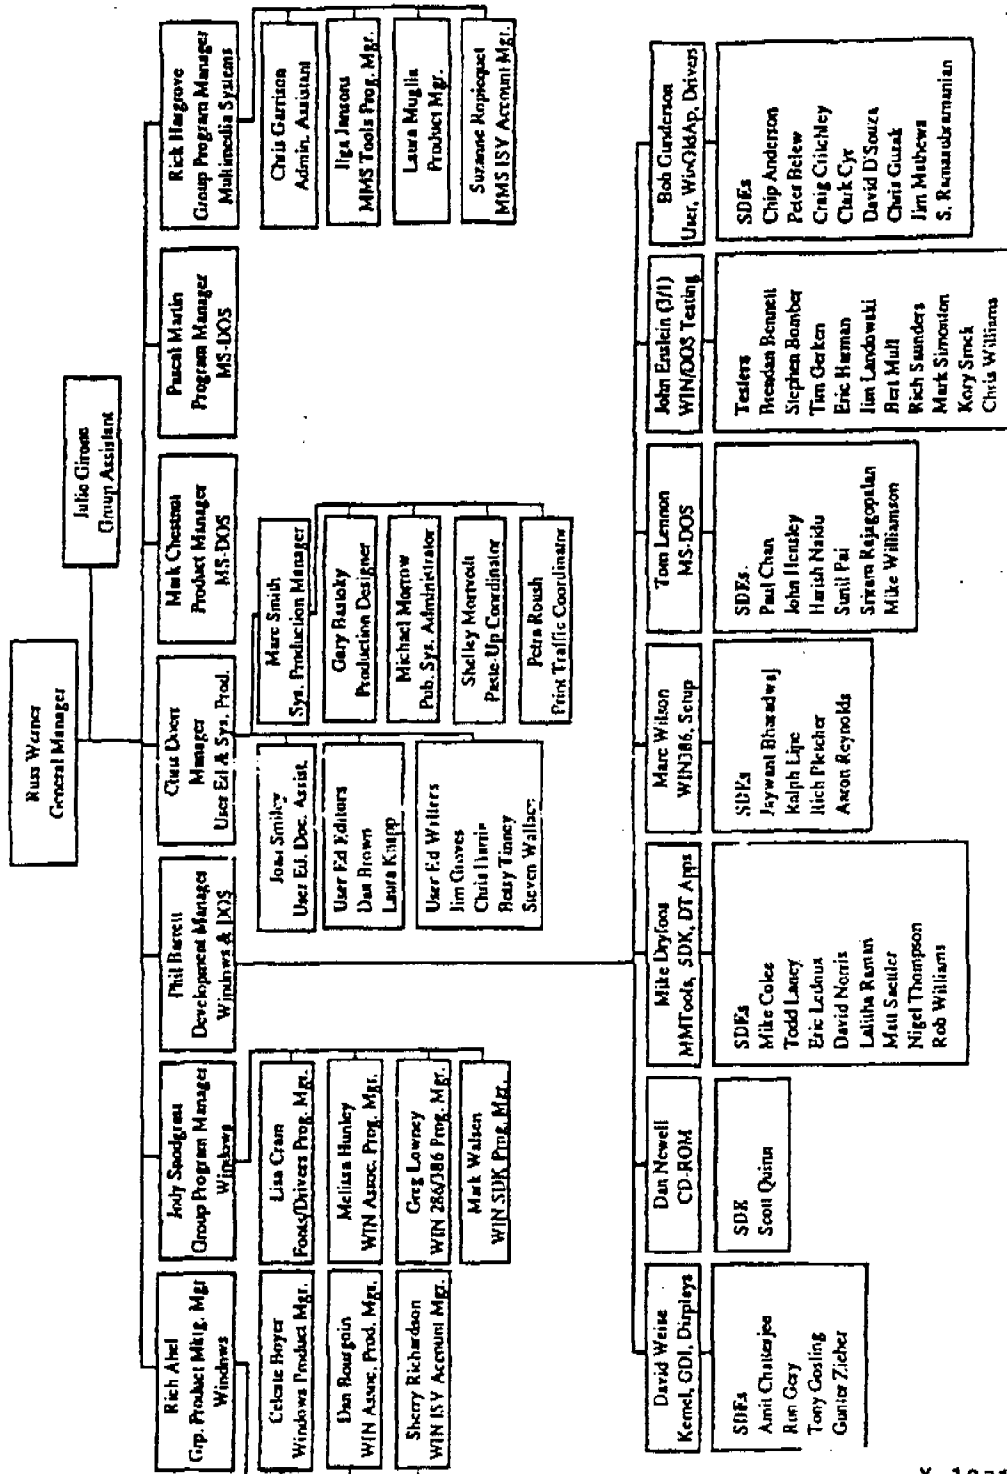 Russ Werner
General Manager
Julie Girone
Group Assistant
Rich Abel
Grp. Product Mktg. Mgr
Windows
Jody Snodgrass
Group Program Manager
Windows
Phil Barrett
Development Manager
Windows & DOS
Chris Doerr
Manager
User Ed & Sys. Prod.
Mark Chestnut
Product Manager
MS-DOS
Pascal Martin
Program Manager
MS-DOS
Rick Hargrove
Group Program Manager
Multimedia Systems
Celeste Boyer
Windows Product Mgr.
Dan Bourgoin
WIN Assoc. Prod. Mgr.
Sherry Richardson
WIN ISV Account Mgr.
Lisa Cram
Fonts/Drivers Prog. Mgr.
Melissa Hunley
WIN Assoc. Prog. Mgr.
Greg Lowney
WIN 286/386 Prog. Mgr.
Mark Walsen
WIN SDK Prog. Mgr.
Joan Smiley
User Ed. Doc. Assist.
User Ed Editors
Dan Brown
Laura Knapp
User Ed Writers
Jim Groves
Chris Harris
Betsy Tinney
Steven Wallace
Marc Smith
Sys. Production Manager
Gary
Production Designer
Michael Morrow
Pub. Sys. Administrator
Shelley
Paste-Up Coordinator
Petra Roush
Print Traffic Coordinator
Chris Garrison
Admin. Assistant
Ilga Jansons
MMS Tools Prog. Mgr.
Laura Muglia
Product Mgr.
Suzanne Ropiequet
MMS ISV Account Mgr.
David Weise
Kernel, GDI, Displays
SDEs
Amit Chatterjee
Ron Gery
Tony Gosling
Gunter Zieber
Dan Newell
CD-ROM
SDE
Scott Quinn
Mike Dryfoos
MMTools, SDK, DT Apps
SDEs
Mike Coles
Todd Laney
Eric Ledoux
David Norris
Lalitha Raman
Matt Saettler
Nigel Thompson
Rob Williams
Marc Wilson
WIN386, Setup
SDEs
Jaywant Bharadwaj
Ralph Lipe
Rich Pletcher
Aaron Reynolds
Tom Lennon
MS-DOS
SDEs.
Paul Chan
John Hensley
Harish Naidu
Sunil Pai
Sriram Rajagopalan
Mike Williamson
John Enslein (3/1)
WIN/DOS Testing
Testers
Brendan Bennett
Stephen Bomber
Tim Gerken
Eric Harman
Jim Landowski
Bert Mull
Rich Saunders
Mark Simonton
Kory Srock
Chris Williams
Bob Gunderson
User, WinOldAp, Drivers
SDEs
Chip Anderson
Peter Belew
Craig Critchley
Clark Cyr
David D'Souza
Chris Guzak
Jim Mathews
S. Ramasubramanian